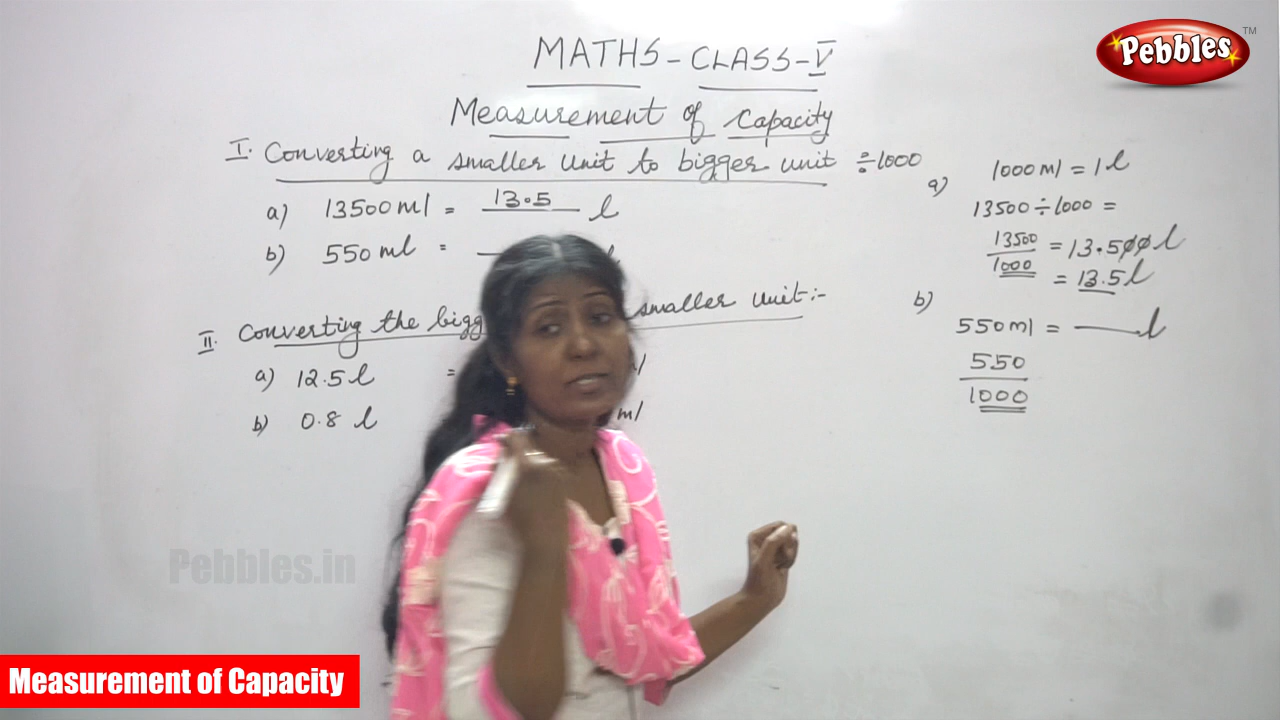 Pebbles™
MATHS - CLASS - V
Measurement of Capacity
I. Converting a smaller unit to bigger unit ÷1000
a) 13500 ml = 13.5 l
b) 550 ml =
II. Converting the smaller unit:-
a) 12.5 l =
b) 0.8 l ml
a) 1000 ml = 1 l
13500 ÷ 1000 =
13500
1000
= 13.500 l
= 13.5 l
b)
550 ml = ___ l
550
1000
Pebbles.in
Measurement of Capacity